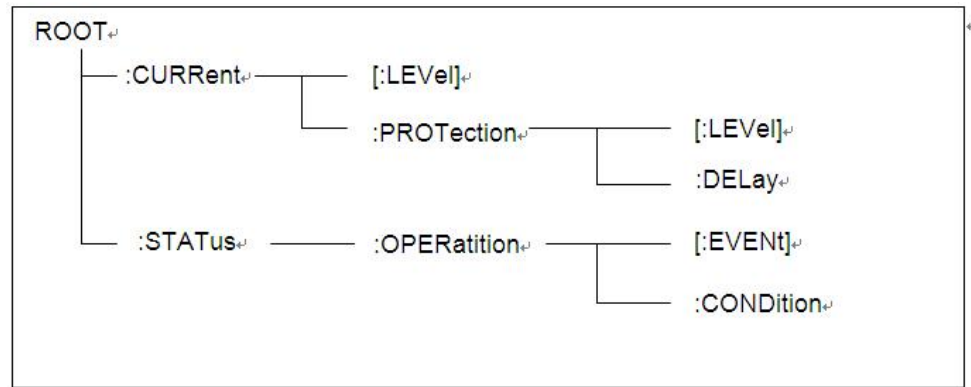 ROOT
:CURRent [:LEVel]
:PROTection [:LEVel]
:DELay
:STATus :OPERatition [:EVENt]
:CONDition